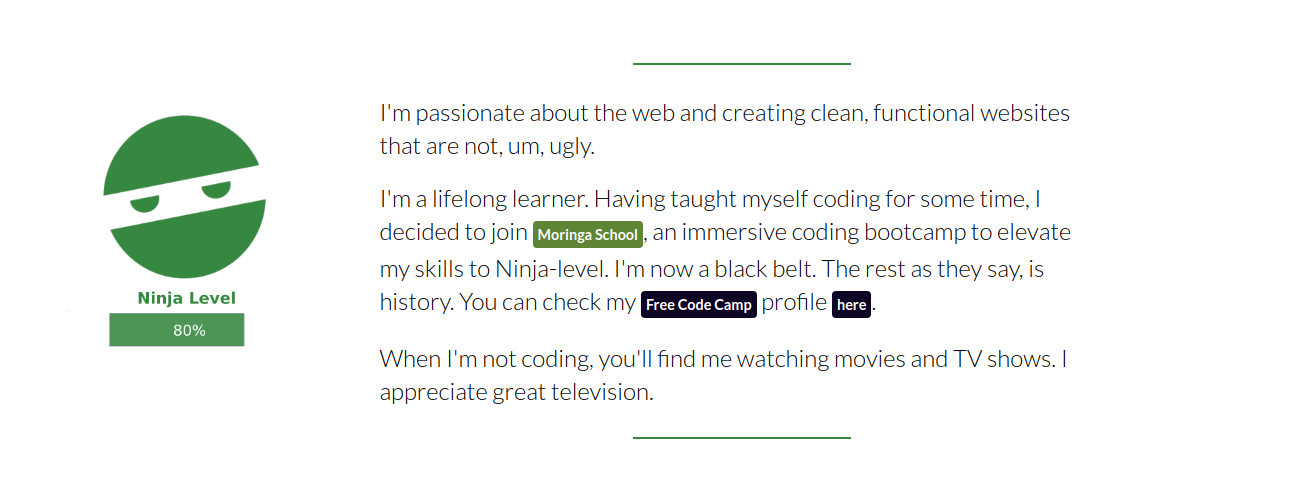 I'm passionate about the web and creating clean, functional websites
that are not, um, ugly.
I'm a lifelong learner. Having taught myself coding for some time, I
decided to join Moringa School, an immersive coding bootcamp to elevate
my skills to Ninja-level. I'm now a black belt. The rest as they say, is
history. You can check my Free Code Camp profile here.
When I'm not coding, you'll find me watching movies and TV shows. I
appreciate great television.
Ninja Level
80%